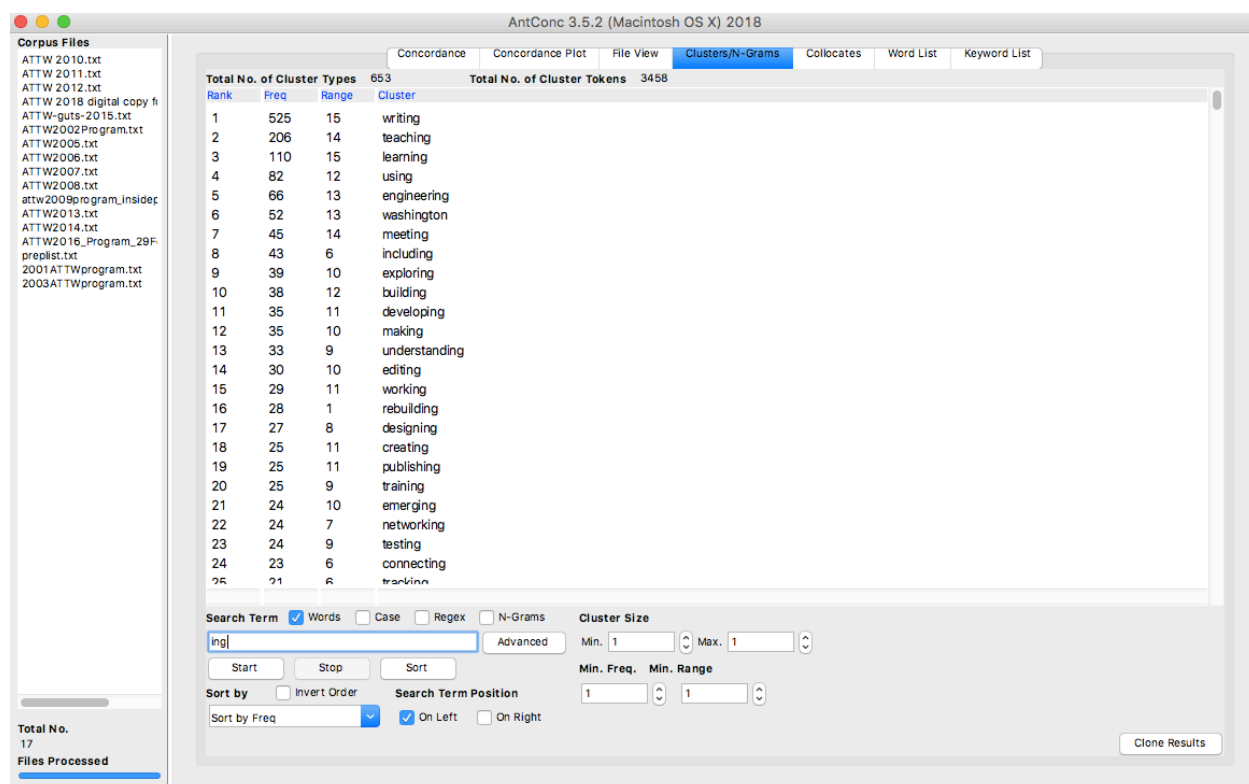 AntConc 3.5.2 (Macintosh OS X) 2018
Corpus Files
ATTW 2010.txt
ATTW 2011.txt
ATTW 2012.txt
ATTW 2018 digital copy
ATTW-guts-2015.txt
ATTW2002Program.txt
ATTW2005.txt
ATTW2006.txt
ATTW2007.txt
ATTW2008.txt
attw2009program_insidep
ATTW2013.txt
ATTW2014.txt
ATTW2016_Program_29F
preplist.txt
2001ATTWprogram.txt
2003ATTWprogram.txt
Total No.
17
Files Processed
Concordance Concordance Plot File View Clusters/N-Grams Collocates Word List Keyword List
Total No. of Cluster Types 653 Total No. of Cluster Tokens 3458
Rank Freq Range Cluster
1 525 15 writing
2 206 14 teaching
3 110 15 learning
4 82 12 using
5 66 13 engineering
6 52 13 washington
7 45 14 meeting
8 43 6 including
9 39 10 exploring
10 38 12 building
11 35 11 developing
12 35 10 making
13 33 9 understanding
14 30 10 editing
15 29 11 working
16 28 1 rebuilding
17 27 8 designing
18 25 11 creating
19 25 11 publishing
20 25 9 training
21 24 10 emerging
22 24 7 networking
23 24 9 testing
24 23 6 connecting
25 21 6 tracking
Search Term Words Case Regex N-Grams Cluster Size
ing Advanced Min. 1 Max. 1
Start Stop Sort Min. Freq. Min. Range
Sort by Invert Order Search Term Position 1 1
Sort by Freq On Left On Right
Clone Results